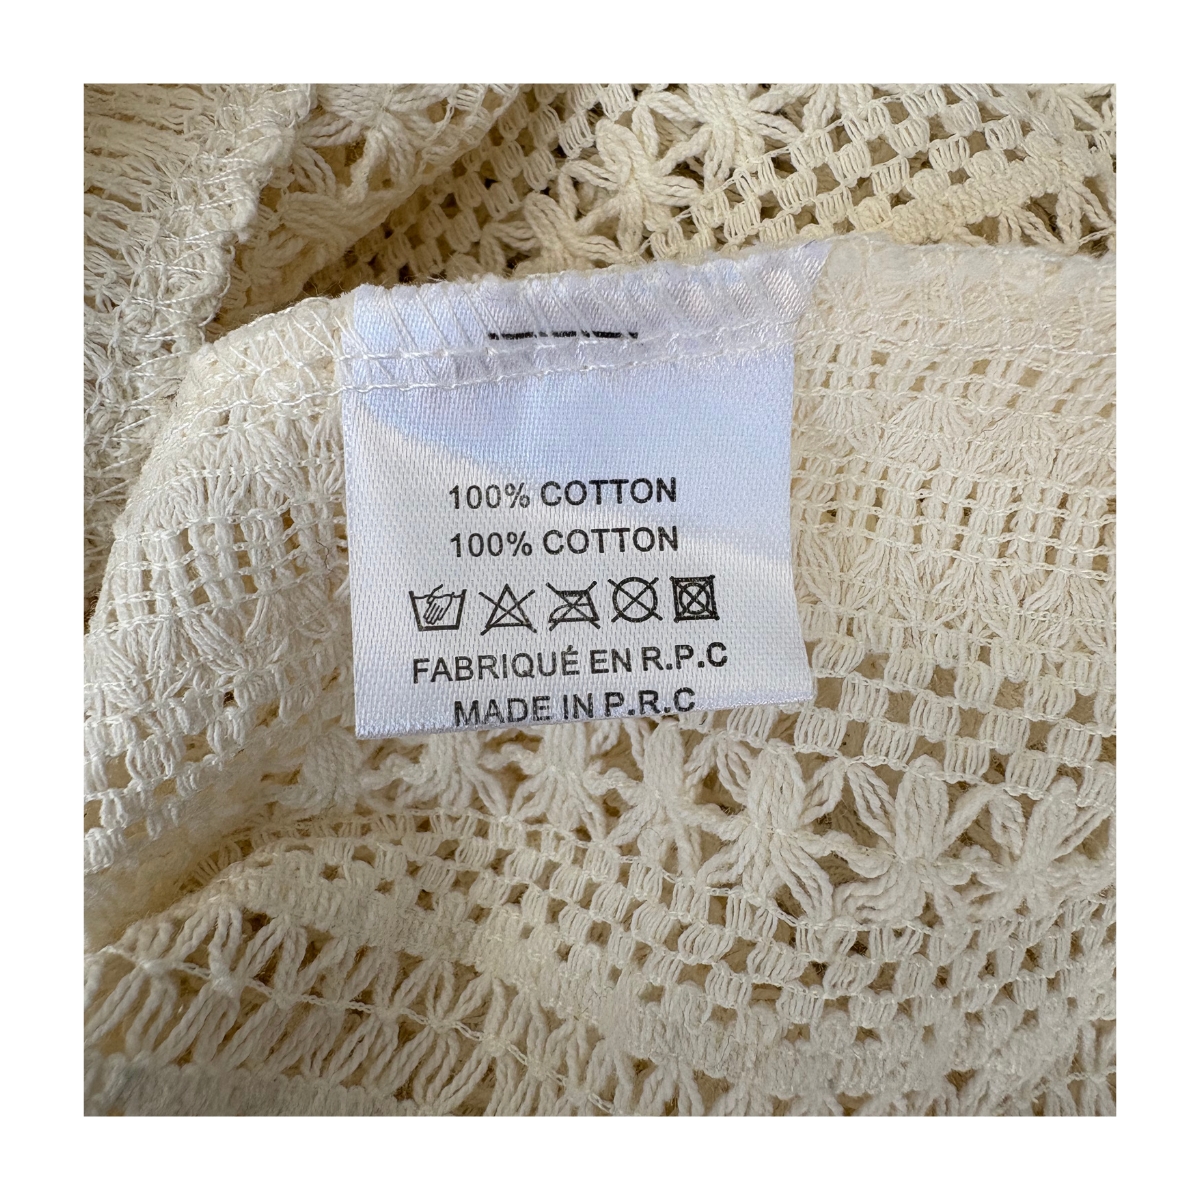 100% COTTON
100% COTTON
FABRIQUÉ EN R.P.C
MADE IN P.R.C